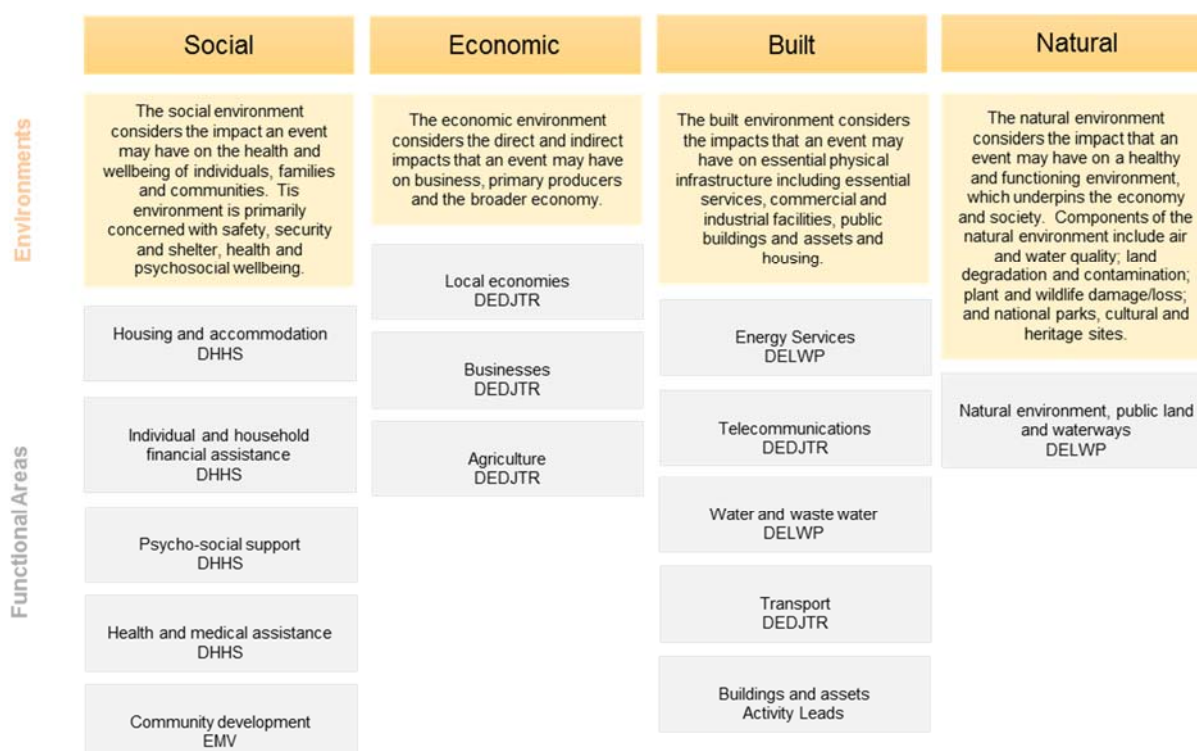 Social
Economic
Built
Natural
Environments
The social environment
considers the impact an event
may have on the health and
wellbeing of individuals, families
and communities.  Tis
environment is primarily
concerned with safety, security
and shelter, health and
psychosocial wellbeing.
The economic environment
considers the direct and indirect
impacts that an event may have
on business, primary producers
and the broader economy.
The built environment considers
the impacts that an event may
have on essential physical
infrastructure including essential
services, commercial and
industrial facilities, public
buildings and assets and
housing.
The natural environment
considers the impact that an
event may have on a healthy
and functioning environment,
which underpins the economy
and society.  Components of the
natural environment include air
and water quality; land
degradation and contamination;
plant and wildlife damage/loss;
and national parks, cultural and
heritage sites.
Functional Areas
Housing and accommodation
DHHS
Individual and household
financial assistance
DHHS
Psycho-social support
DHHS
Health and medical assistance
DHHS
Community development
EMV
Local economies
DEDJTR
Businesses
DEDJTR
Agriculture
DEDJTR
Energy Services
DELWP
Telecommunications
DEDJTR
Water and waste water
DELWP
Transport
DEDJTR
Buildings and assets
Activity Leads
Natural environment, public land
and waterways
DELWP